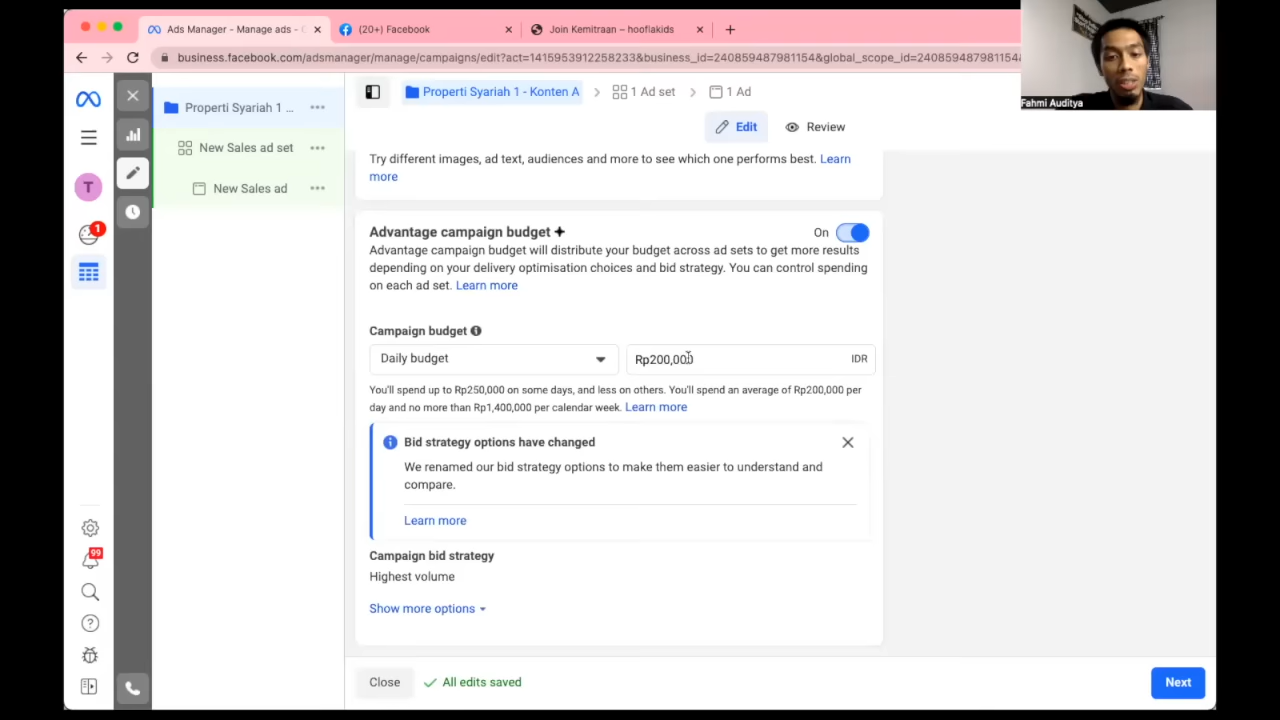 Ads Manager - Manage ads - C
(20+) Facebook
Join Kemitraan – hooflakids
business.facebook.com/adsmanager/manage/campaigns/edit?act=1415953912258233&business_id=240859487981154&global_scope_id=240859487981154&
Fahmi Auditya
Properti Syariah 1 - Konten A
1 Ad set
1 Ad
Edit
Review
T
1
99
Properti Syariah 1 ...
New Sales ad set
New Sales ad
Try different images, ad text, audiences and more to see which one performs best. Learn
more
Advantage campaign budget
On
Advantage campaign budget will distribute your budget across ad sets to get more results
depending on your delivery optimisation choices and bid strategy. You can control spending
on each ad set. Learn more
Campaign budget
Daily budget
Rp200,000
IDR
You'll spend up to Rp250,000 on some days, and less on others. You'll spend an average of Rp200,000 per
day and no more than Rp1,400,000 per calendar week. Learn more
Bid strategy options have changed
We renamed our bid strategy options to make them easier to understand and
compare.
Learn more
Campaign bid strategy
Highest volume
Show more options
Close
All edits saved
Next